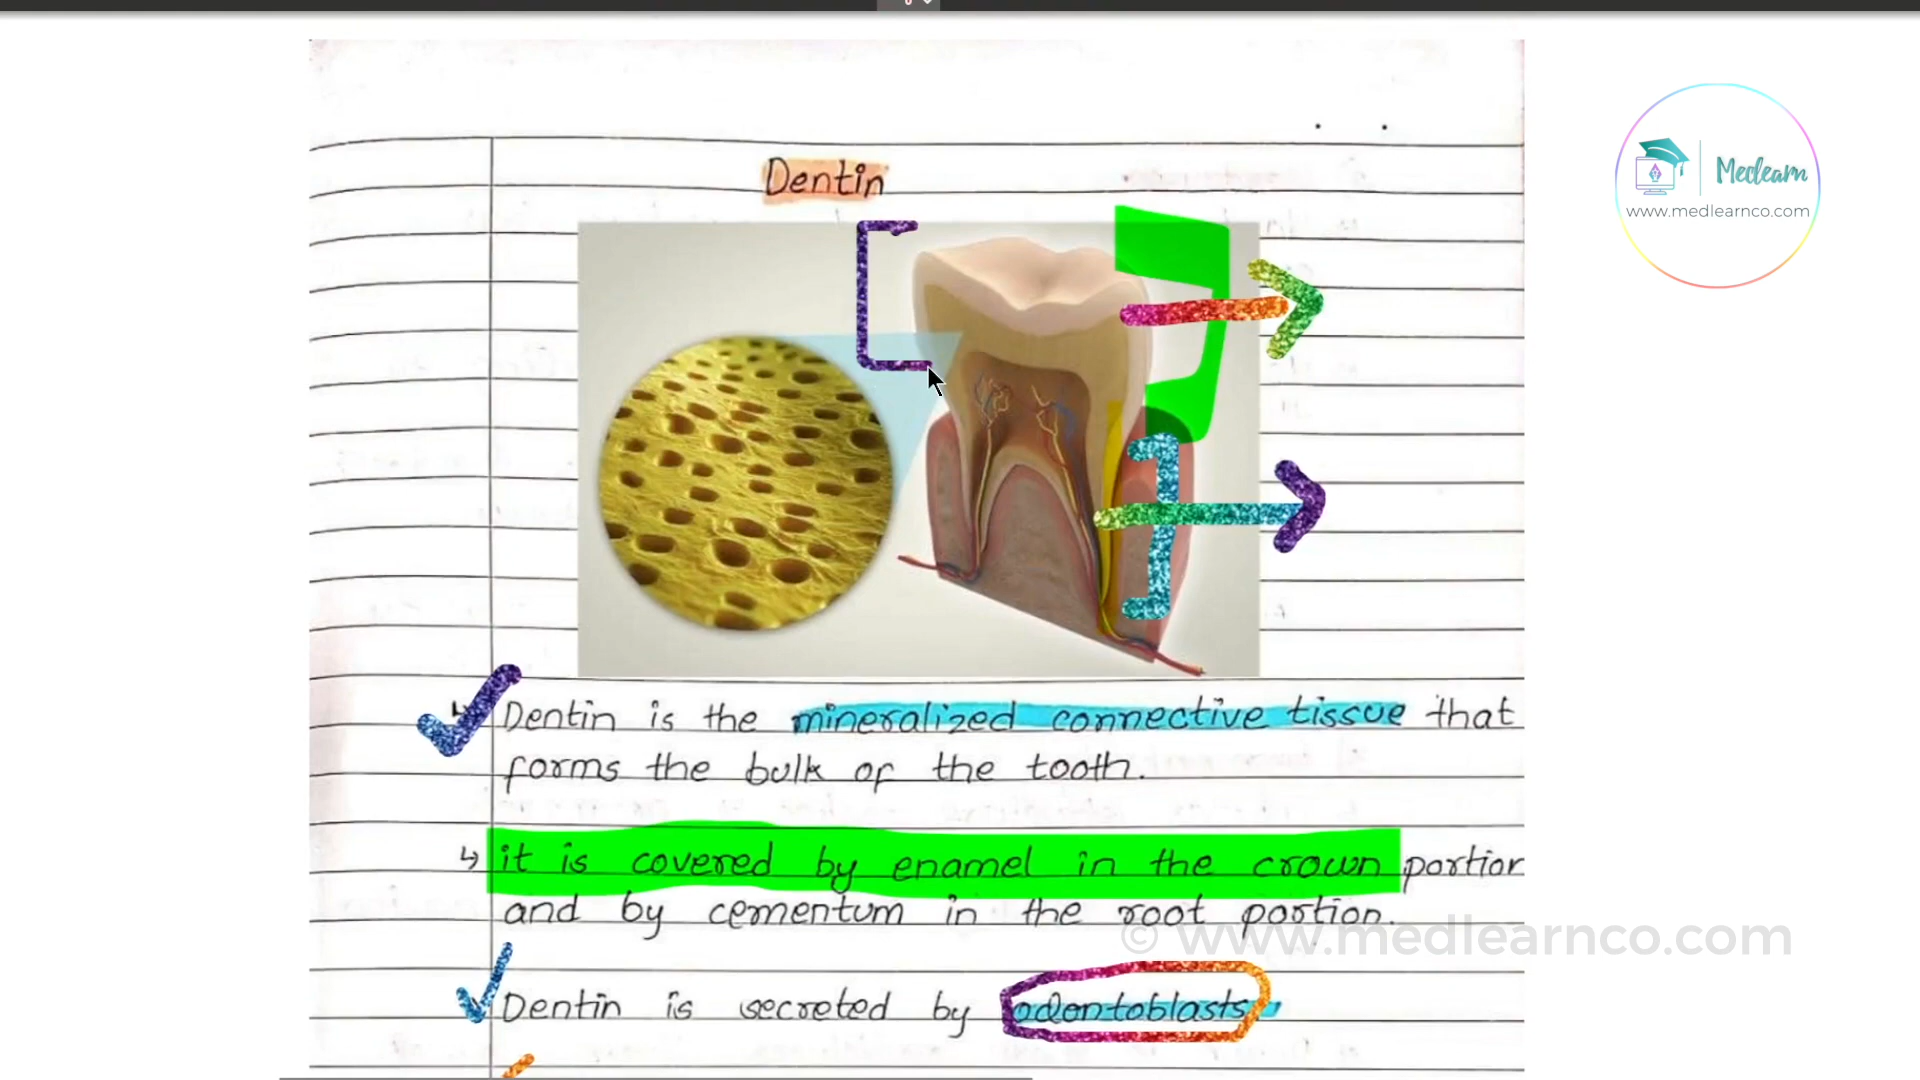 Dentin
Medlearn
www.medlearnco.com
↳ Dentin is the mineralized connective tissue that
forms the bulk of the tooth.
↳ it is covered by enamel in the crown portion
and by cementum in the root portion.
© www.medlearnco.com
Dentin is secreted by odontoblasts